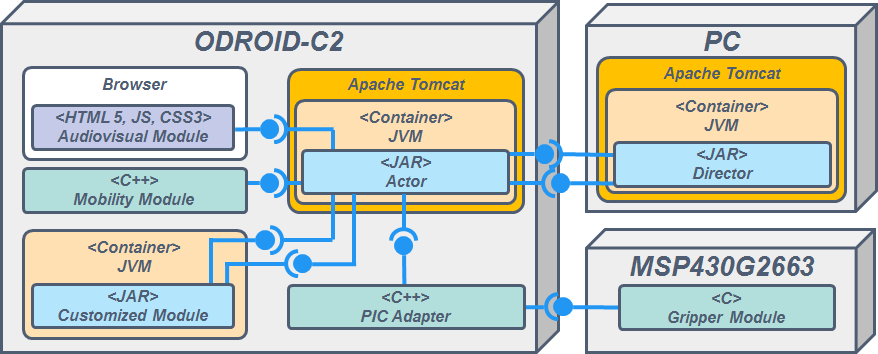 ODROID-C2
Browser
<HTML 5, JS, CSS3>
Audiovisual Module
<C++>
Mobility Module
<Container>
JVM
<JAR>
Customized Module
Apache Tomcat
<Container>
JVM
<JAR>
Actor
<C++>
PIC Adapter
PC
Apache Tomcat
<Container>
JVM
<JAR>
Director
MSP430G2663
<C>
Gripper Module